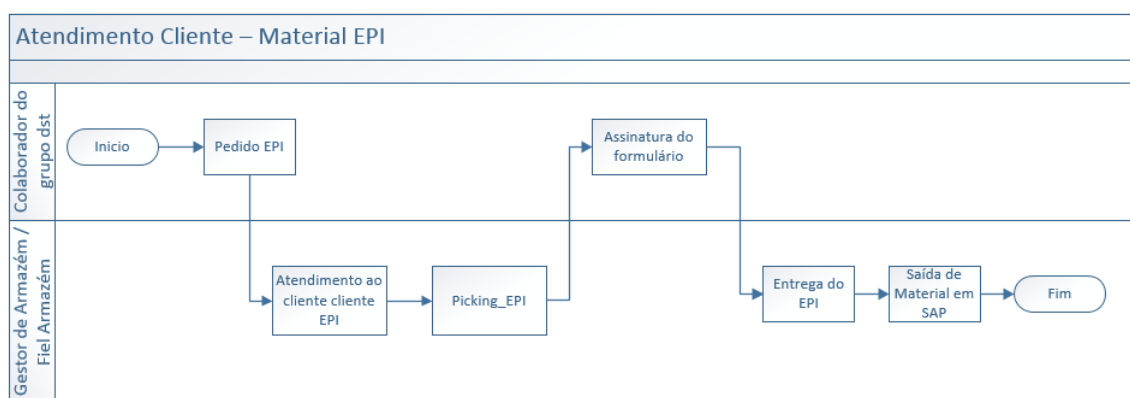 Atendimento Cliente – Material EPI
Colaborador do
grupo dst
Inicio
Pedido EPI
Assinatura do
formulário
Gestor de Armazém /
Fiel Armazém
Atendimento ao
cliente cliente
EPI
Picking_EPI
Entrega do
EPI
Saída de
Material em
SAP
Fim